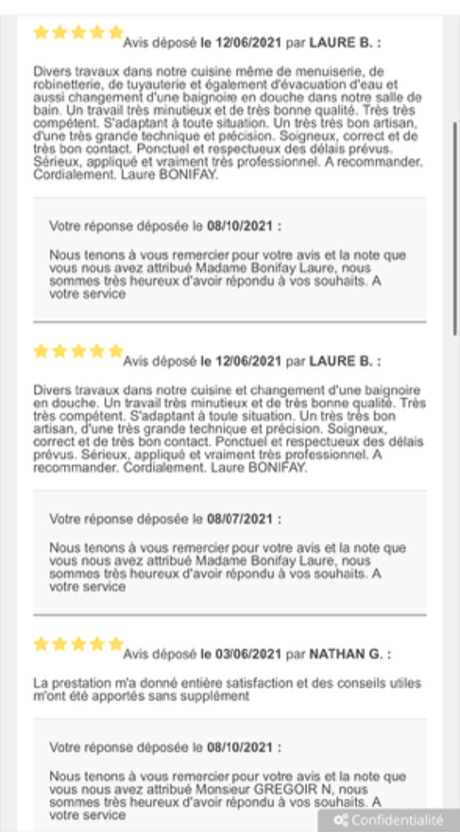 Avis déposé le 12/06/2021 par LAURE B. :
Divers travaux dans notre cuisine même de menuiserie, de
robinetterie, de tuyauterie et également d'évacuation d'eau et
aussi changement d'une baignoire en douche dans notre salle de
bain. Un travail très minutieux et de très bonne qualité. Très très
compétent. S'adaptant à toute situation. Un très très bon artisan,
d'une très grande technique et précision. Soigneux, correct et de
très bon contact. Ponctuel et respectueux des délais prévus.
Sérieux, appliqué et vraiment très professionnel. A recommander.
Cordialement. Laure BONIFAY.
Votre réponse déposée le 08/10/2021 :
Nous tenons à vous remercier pour votre avis et la note que
vous nous avez attribué Madame Bonifay Laure, nous
sommes très heureux d'avoir répondu à vos souhaits. A
votre service
Avis déposé le 12/06/2021 par LAURE B. :
Divers travaux dans notre cuisine et changement d'une baignoire
en douche. Un travail très minutieux et de très bonne qualité. Très
très compétent. S'adaptant à toute situation. Un très très bon
artisan, d'une très grande technique et précision. Soigneux,
correct et de très bon contact. Ponctuel et respectueux des délais
prévus. Sérieux, appliqué et vraiment très professionnel. A
recommander. Cordialement. Laure BONIFAY.
Votre réponse déposée le 08/07/2021 :
Nous tenons à vous remercier pour votre avis et la note que
vous nous avez attribué Madame Bonifay Laure, nous
sommes très heureux d'avoir répondu à vos souhaits. A
votre service
Avis déposé le 03/06/2021 par NATHAN G. :
La prestation m'a donné entière satisfaction et des conseils utiles
m'ont été apportés sans supplément
Votre réponse déposée le 08/10/2021 :
Nous tenons à vous remercier pour votre avis et la note que
vous nous avez attribué Monsieur GREGOIR N, nous
sommes très heureux d'avoir répondu à vos souhaits. A
votre service
Confidentialité